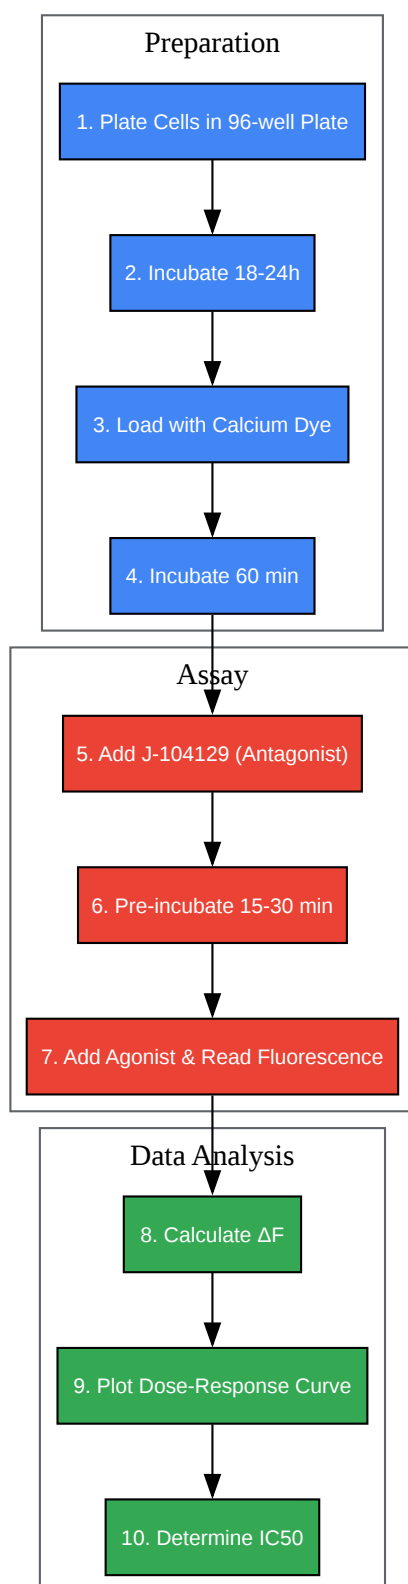 Preparation
1. Plate Cells in 96-well Plate
2. Incubate 18-24h
3. Load with Calcium Dye
4. Incubate 60 min
Assay
5. Add J-104129 (Antagonist)
6. Pre-incubate 15-30 min
7. Add Agonist & Read Fluorescence
Data Analysis
8. Calculate ΔF
9. Plot Dose-Response Curve
10. Determine IC50